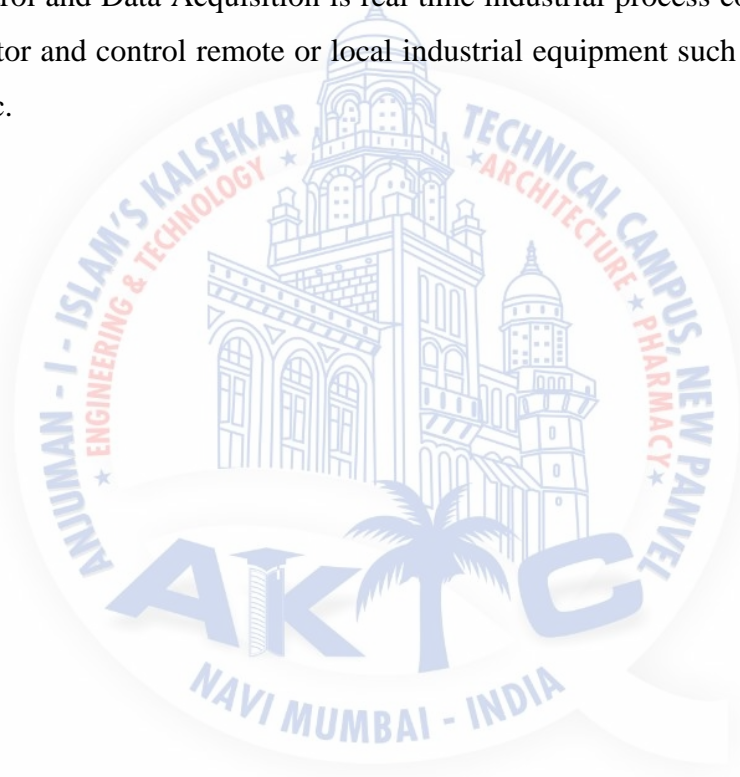 rol and Data Acquisition is real time industrial process co
tor and control remote or local industrial equipment such
c.
ANJUMAN - I - ISLAM'S KALSEKAR TECHNICAL CAMPUS, NEW PANVEL
★ ENGINEERING & TECHNOLOGY ★ ★ ARCHITECTURE ★ PHARMACY ★
AKTC
NAVI MUMBAI - INDIA